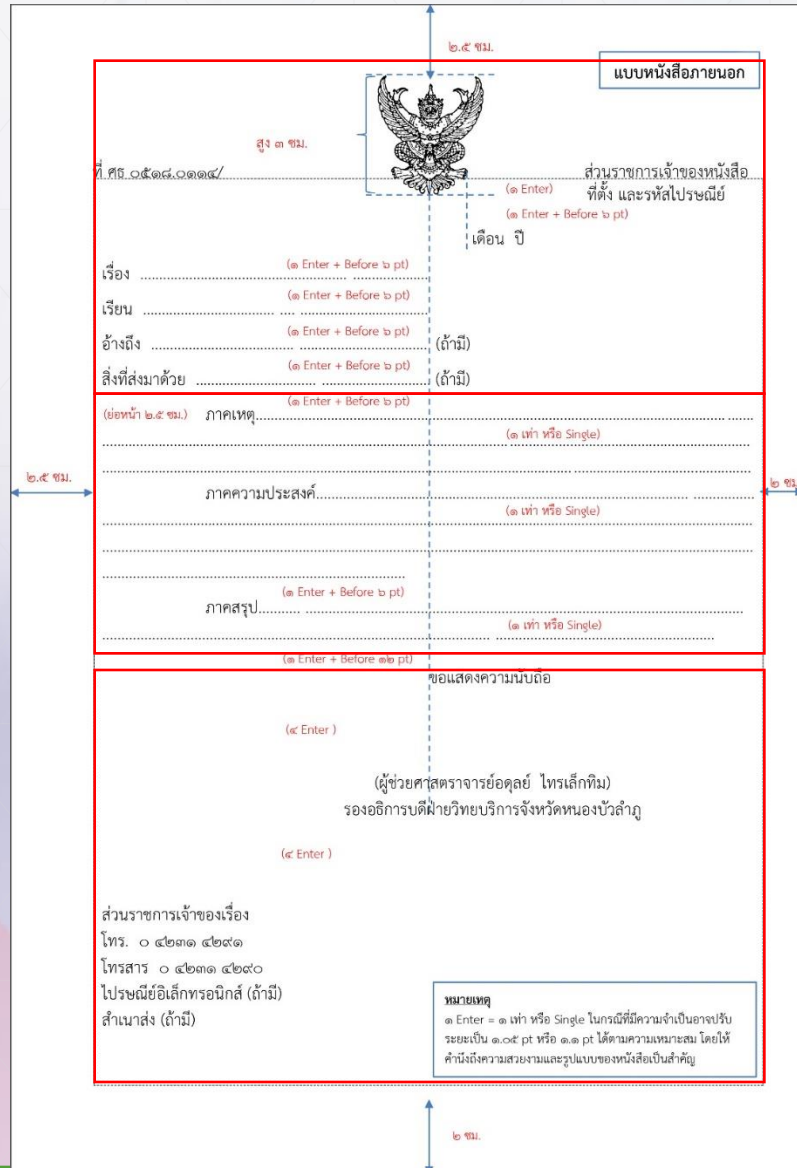 ๒.๕ ซม.
แบบหนังสือภายนอก
สูง ๓ ซม.
ที่ ศธ ๐๕๑๘.๐๑๑๔/
ส่วนราชการเจ้าของหนังสือ
(๑ Enter)
ที่ตั้ง และรหัสไปรษณีย์
(๑ Enter + Before ๖ pt)
เดือน ปี
(๑ Enter + Before ๖ pt)
เรื่อง ................................................
(๑ Enter + Before ๖ pt)
เรียน ................................................
(๑ Enter + Before ๖ pt)
อ้างถึง ................................................ (ถ้ามี)
(๑ Enter + Before ๖ pt)
สิ่งที่ส่งมาด้วย ................................................ (ถ้ามี)
(๑ Enter + Before ๖ pt)
(ย่อหน้า ๒.๕ ซม.) ภาคเหตุ................................................
(๑ เท่า หรือ Single)
๒.๕ ซม.
๒ ซม
ภาคความประสงค์................................................
(๑ เท่า หรือ Single)
(๑ Enter + Before ๖ pt)
ภาคสรุป................................................
(๑ เท่า หรือ Single)
(๑ Enter + Before ๑๒ pt)
ขอแสดงความนับถือ
(๔ Enter )
(ผู้ช่วยศาสตราจารย์อดุลย์ ไทรเล็กทิม)
รองอธิการบดีฝ่ายวิทยบริการจังหวัดหนองบัวลำภู
(๔ Enter )
ส่วนราชการเจ้าของเรื่อง
โทร. ๐ ๔๒๓๑ ๔๒๙๑
โทรสาร ๐ ๔๒๓๑ ๔๒๙๐
ไปรษณีย์อิเล็กทรอนิกส์ (ถ้ามี)
สำเนาส่ง (ถ้ามี)
หมายเหตุ
๑ Enter = ๑ เท่า หรือ Single ในกรณีที่มีความจำเป็นอาจปรับ
ระยะเป็น ๑.๐๕ pt หรือ ๑.๑ pt ได้ตามความเหมาะสม โดยให้
คำนึงถึงความสวยงามและรูปแบบของหนังสือเป็นสำคัญ
๒ ซม.